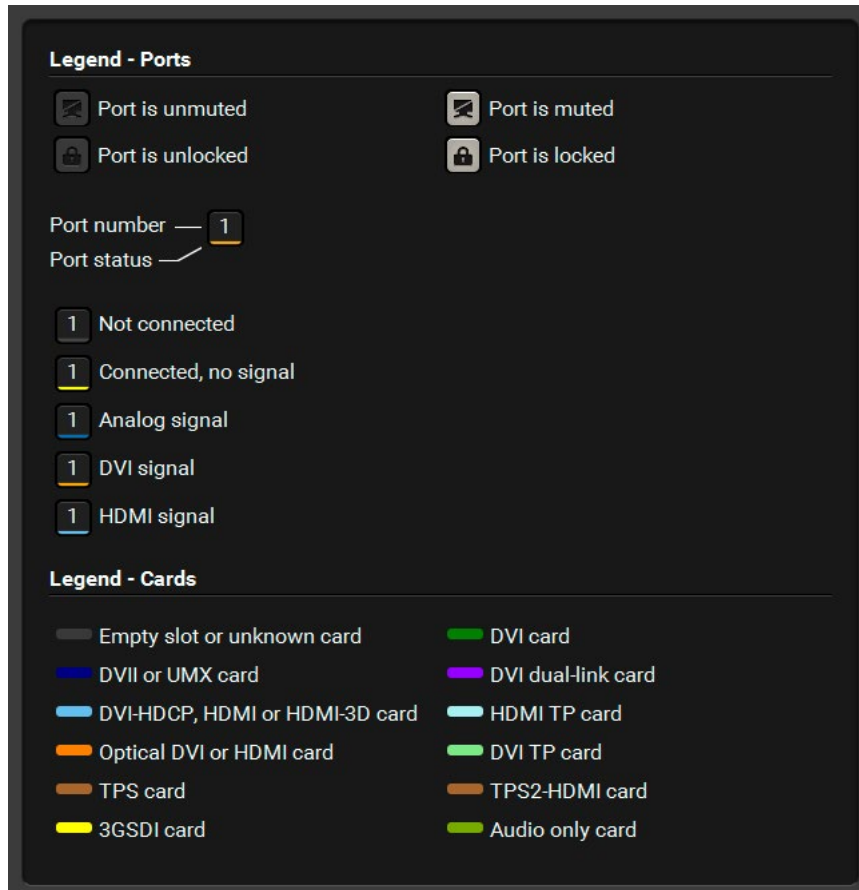 Legend - Ports
Port is unmuted
Port is muted
Port is unlocked
Port is locked
Port number
1
Port status
1 Not connected
1 Connected, no signal
1 Analog signal
1 DVI signal
1 HDMI signal
Legend - Cards
Empty slot or unknown card
DVI card
DVII or UMX card
DVI dual-link card
DVI-HDCP, HDMI or HDMI-3D card
HDMI TP card
Optical DVI or HDMI card
DVI TP card
TPS card
TPS2-HDMI card
3GSDI card
Audio only card